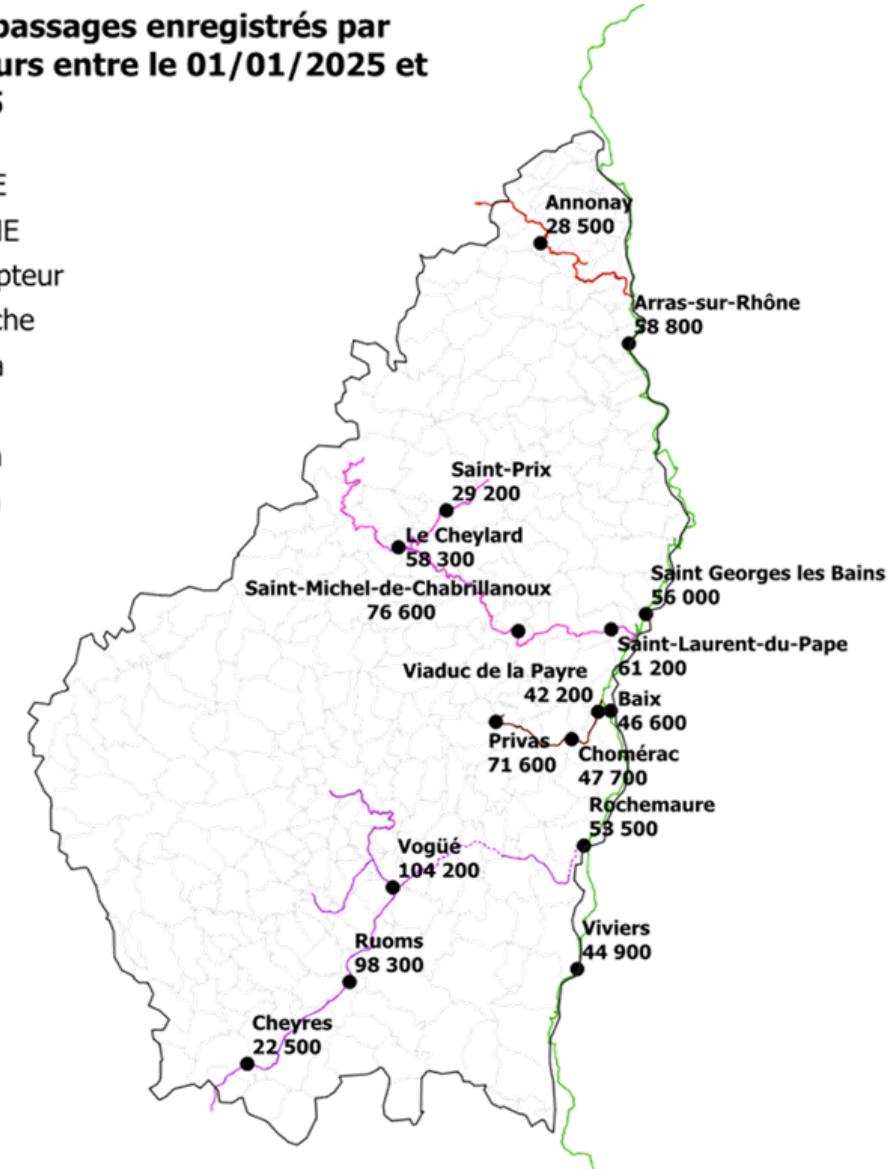 passages enregistrés par
urs entre le 01/01/2025 et
E
IE
pteur
che
a
Annonay
28 500
Arras-sur-Rhône
58 800
Saint-Prix
29 200
Le Cheylard
58 300
Saint-Michel-de-Chabrillanoux
76 600
Saint Georges les Bains
56 000
Saint-Laurent-du-Pape
61 200
Viaduc de la Payre
42 200
Baix
46 600
Privas
71 600
Chomérac
47 700
Rochemaure
53 500
Vogüé
104 200
Viviers
44 900
Ruoms
98 300
Cheyres
22 500